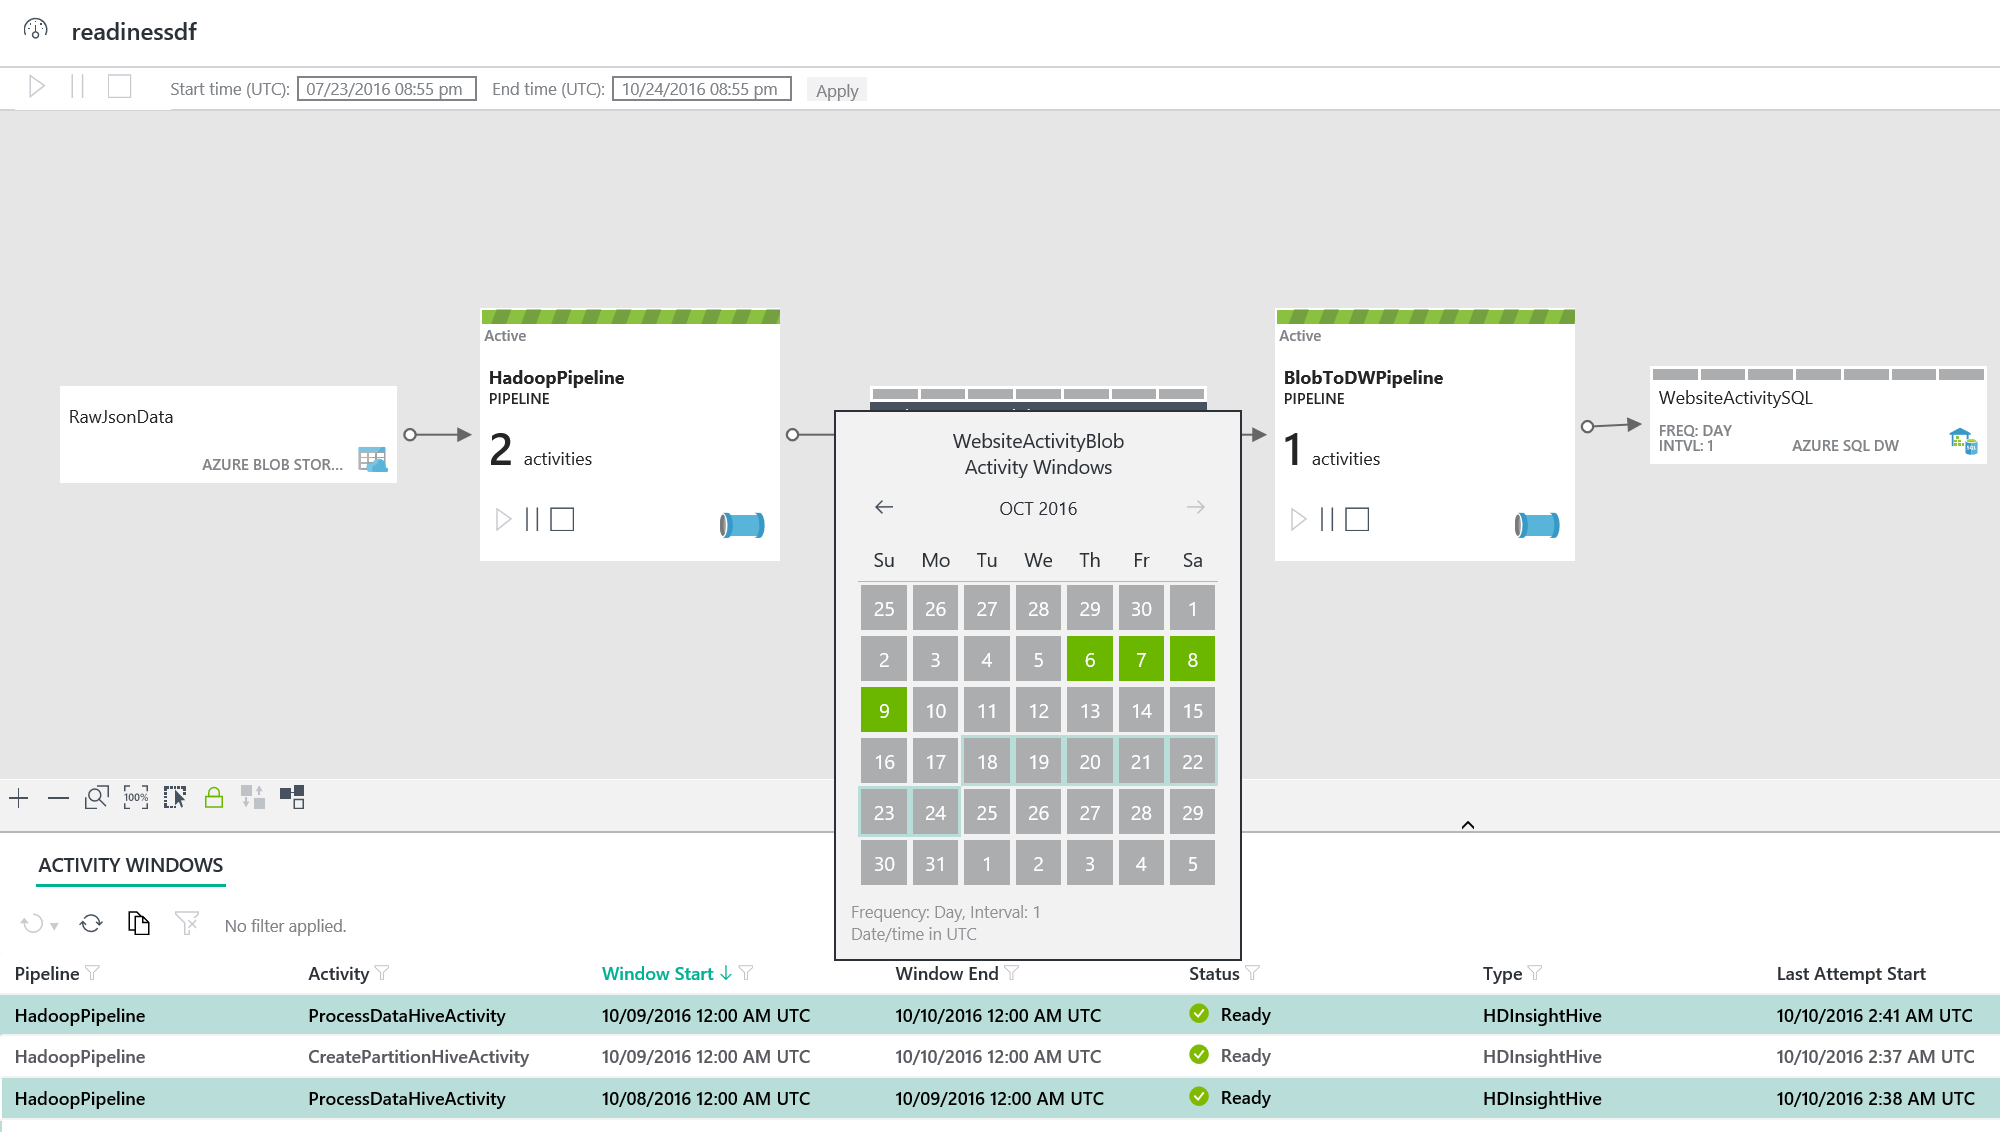 readinessdf
Start time (UTC): 07/23/2016 08:55 pm End time (UTC): 10/24/2016 08:55 pm Apply
RawJsonData
AZURE BLOB STOR...
Active
HadoopPipeline
PIPELINE
2 activities
WebsiteActivityBlob
Activity Windows
OCT 2016
Su Mo Tu We Th Fr Sa
25 26 27 28 29 30 1
2 3 4 5 6 7 8
9 10 11 12 13 14 15
16 17 18 19 20 21 22
23 24 25 26 27 28 29
30 31 1 2 3 4 5
Frequency: Day, Interval: 1
Date/time in UTC
Active
BlobToDWPipeline
PIPELINE
1 activities
WebsiteActivitySQL
FREQ: DAY
INTVL: 1 AZURE SQL DW
100%
ACTIVITY WINDOWS
No filter applied.
Pipeline Activity Window Start Window End Status Type Last Attempt Start
HadoopPipeline ProcessDataHiveActivity 10/09/2016 12:00 AM UTC 10/10/2016 12:00 AM UTC Ready HDInsightHive 10/10/2016 2:41 AM UTC
HadoopPipeline CreatePartitionHiveActivity 10/09/2016 12:00 AM UTC 10/10/2016 12:00 AM UTC Ready HDInsightHive 10/10/2016 2:37 AM UTC
HadoopPipeline ProcessDataHiveActivity 10/08/2016 12:00 AM UTC 10/09/2016 12:00 AM UTC Ready HDInsightHive 10/10/2016 2:38 AM UTC